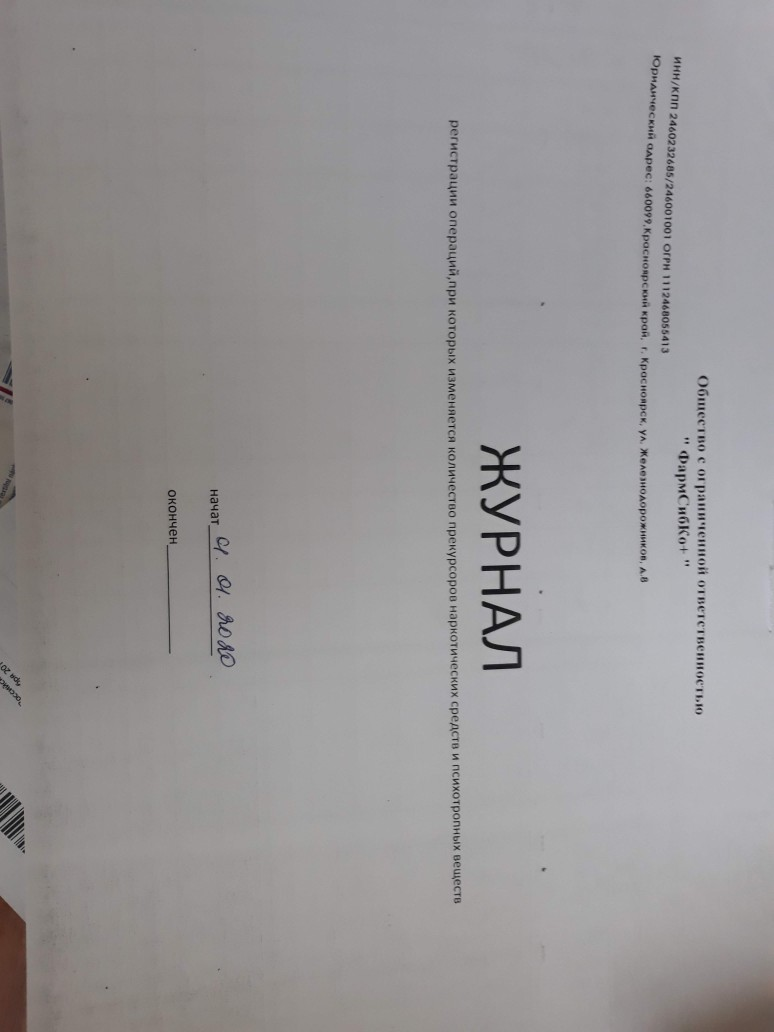 Общество с ограниченной ответственностью
" ФармСибКо+ "
ИНН/КПП 2460232685/246001001 ОГРН 1112468055413
Юридический адрес: 660099,Красноярский край, г. Красноярск, ул. Железнодорожников, д.8
ЖУРНАЛ
регистрации операций,при которых изменяется количество прекурсоров наркотических средств и психотропных веществ
начат 01. 01. 2020
окончен